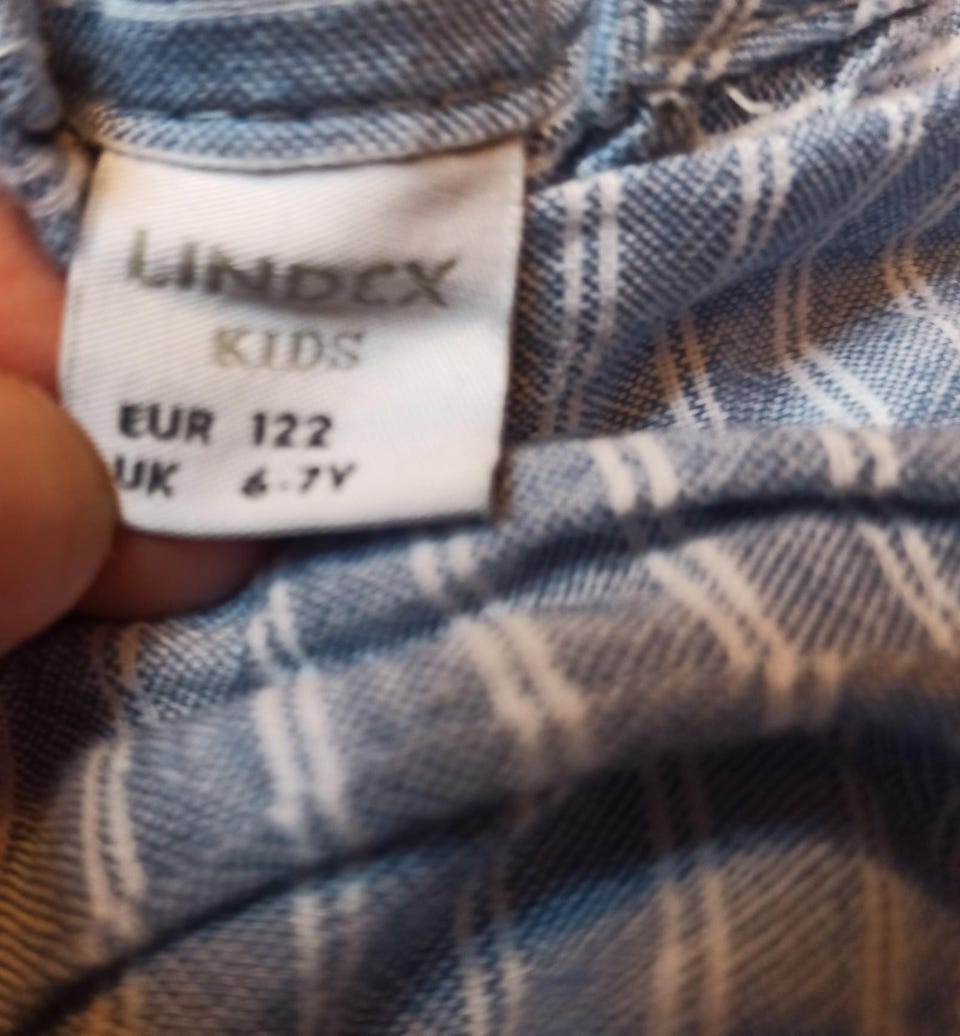 LINDEX
KIDS
EUR 122
UK 6-7Y